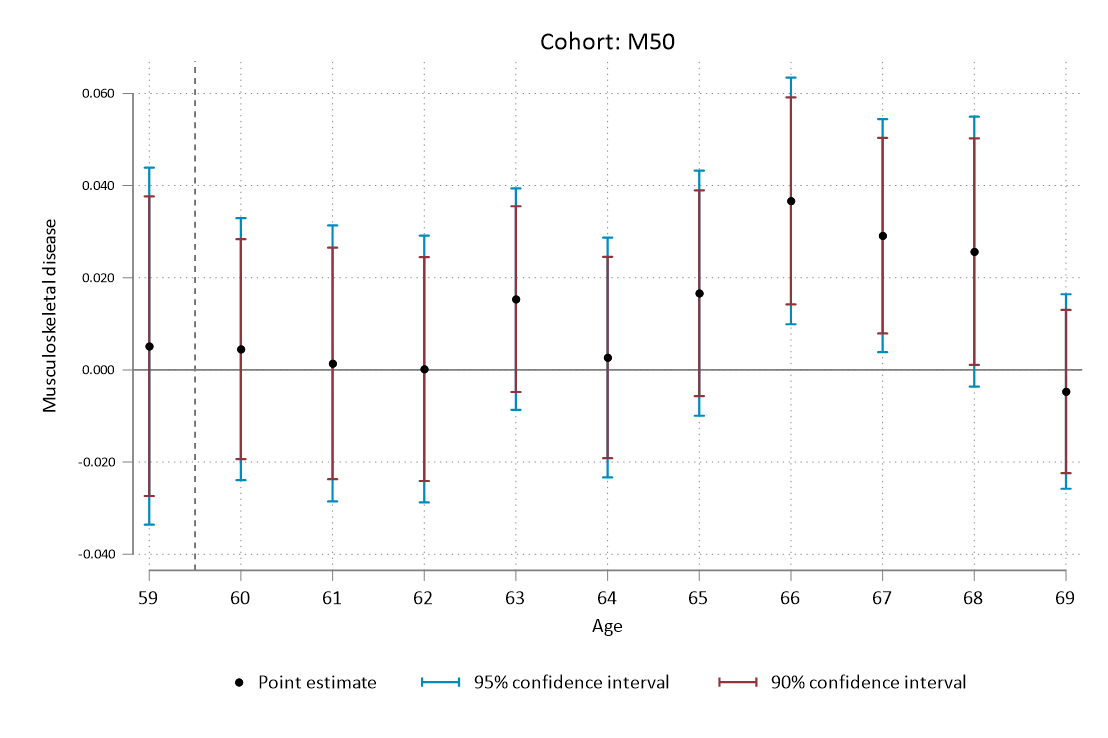 Cohort: M50
Musculoskeletal disease
0.060
0.040
0.020
0.000
-0.020
-0.040
59 60 61 62 63 64 65 66 67 68 69
Age
Point estimate 95% confidence interval 90% confidence interval